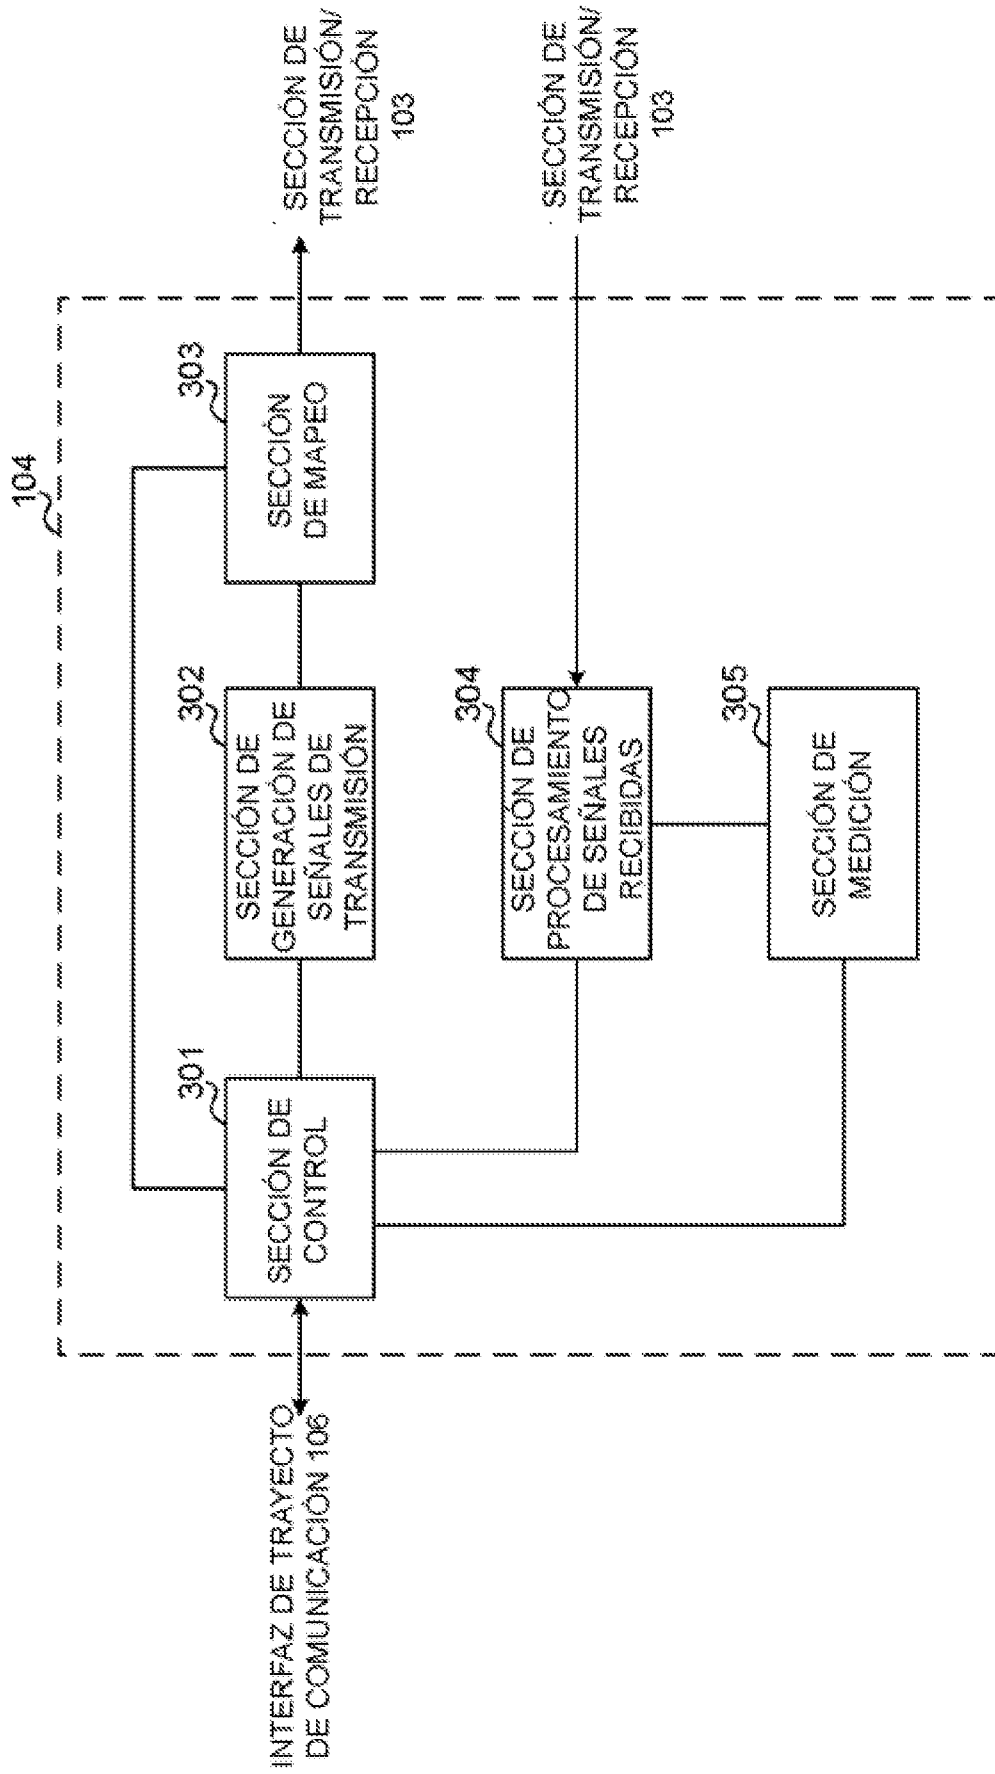 104
INTERFAZ DE TRAYECTO
DE COMUNICACIÓN 106
301
SECCIÓN DE
CONTROL
302
SECCIÓN DE
GENERACIÓN DE
SEÑALES DE
TRANSMISIÓN
303
SECCIÓN
DE MAPEO
SECCIÓN DE
TRANSMISIÓN/
RECEPCIÓN
103
304
SECCIÓN DE
PROCESAMIENTO
DE SEÑALES
RECIBIDAS
SECCIÓN DE
TRANSMISIÓN/
RECEPCIÓN
103
305
SECCIÓN DE
MEDICIÓN